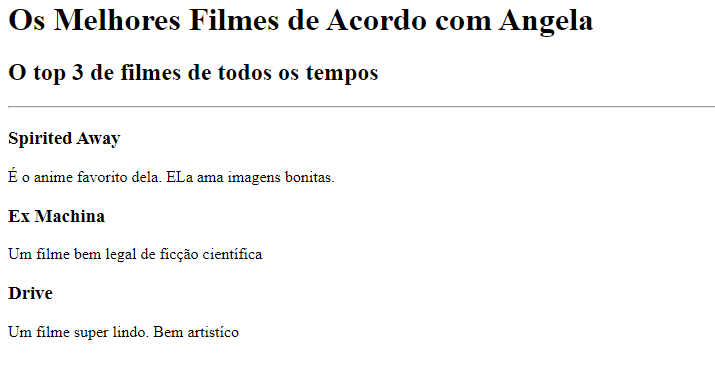 Os Melhores Filmes de Acordo com Angela
O top 3 de filmes de todos os tempos
Spirited Away
É o anime favorito dela. ELa ama imagens bonitas.
Ex Machina
Um filme bem legal de ficção científica
Drive
Um filme super lindo. Bem artistíco